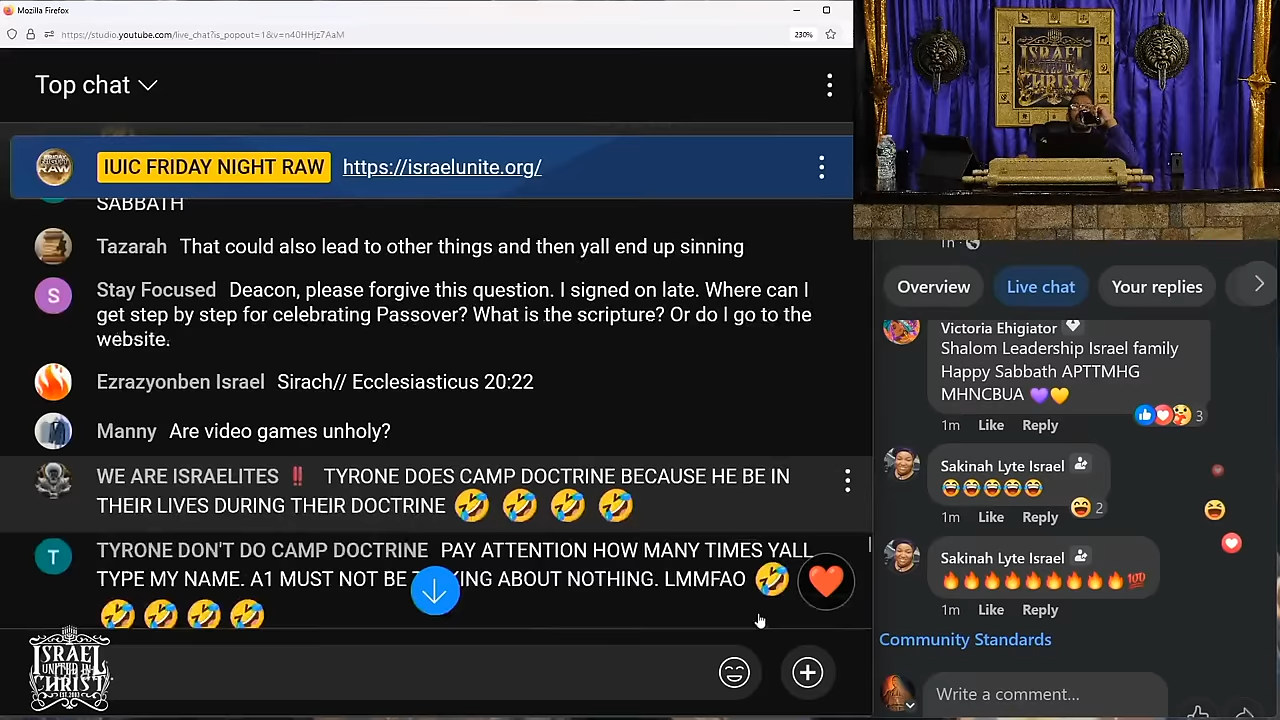 Mozilla Firefox
https://studio.youtube.com/live_chat?is_popout=1&v=n40HHjz7AaM
230%
Top chat
IUIC FRIDAY NIGHT RAW https://israelunite.org/
SABBATH
Tazarah That could also lead to other things and then yall end up sinning
S
Stay Focused Deacon, please forgive this question. I signed on late. Where can I
get step by step for celebrating Passover? What is the scripture? Or do I go to the
website.
Ezrazyonben Israel Sirach// Ecclesiasticus 20:22
Manny Are video games unholy?
WE ARE ISRAELITES ‼️ TYRONE DOES CAMP DOCTRINE BECAUSE HE BE IN
THEIR LIVES DURING THEIR DOCTRINE 🤣 🤣 🤣 🤣
T
TYRONE DON'T DO CAMP DOCTRINE PAY ATTENTION HOW MANY TIMES YALL
TYPE MY NAME. A1 MUST NOT BE KING ABOUT NOTHING. LMMFAO 🤣
🤣 🤣 🤣 🤣
ISRAEL
UNITED IN
CHRIST
EST. 2003
ISRAEL
UNITED IN
CHRIST
1h
Overview
Live chat
Your replies
Victoria Ehigiator
Shalom Leadership Israel family
Happy Sabbath APTTMHG
MHNCBUA 💜💛
3
1m Like Reply
Sakinah Lyte Israel
😂😂😂😂😂
2
1m Like Reply
Sakinah Lyte Israel
🔥🔥🔥🔥🔥🔥🔥🔥🔥💯
1m Like Reply
Community Standards
Write a comment...